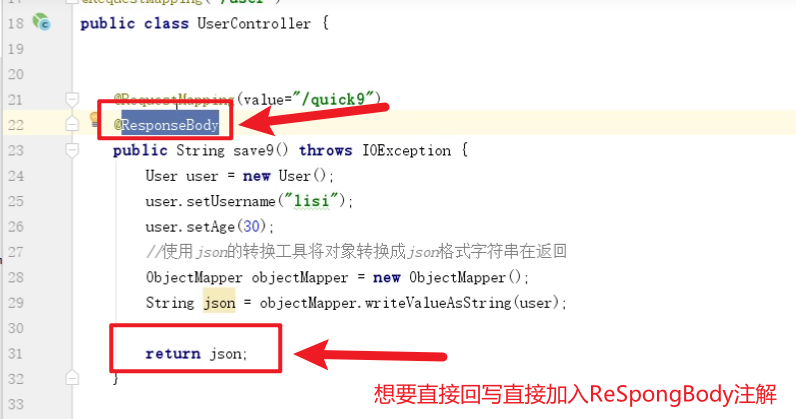 17 @RequestMapping("/user")
18 public class UserController {
19
20
21 @RequestMapping(value="/quick9")
22 @ResponseBody
23 public String save9() throws IOException {
24 User user = new User();
25 user.setUsername("lisi");
26 user.setAge(30);
27 //使用json的转换工具将对象转换成json格式字符串在返回
28 ObjectMapper objectMapper = new ObjectMapper();
29 String json = objectMapper.writeValueAsString(user);
30
31 return json;
32 }
33
想要直接回写直接加入ReSpongBody注解